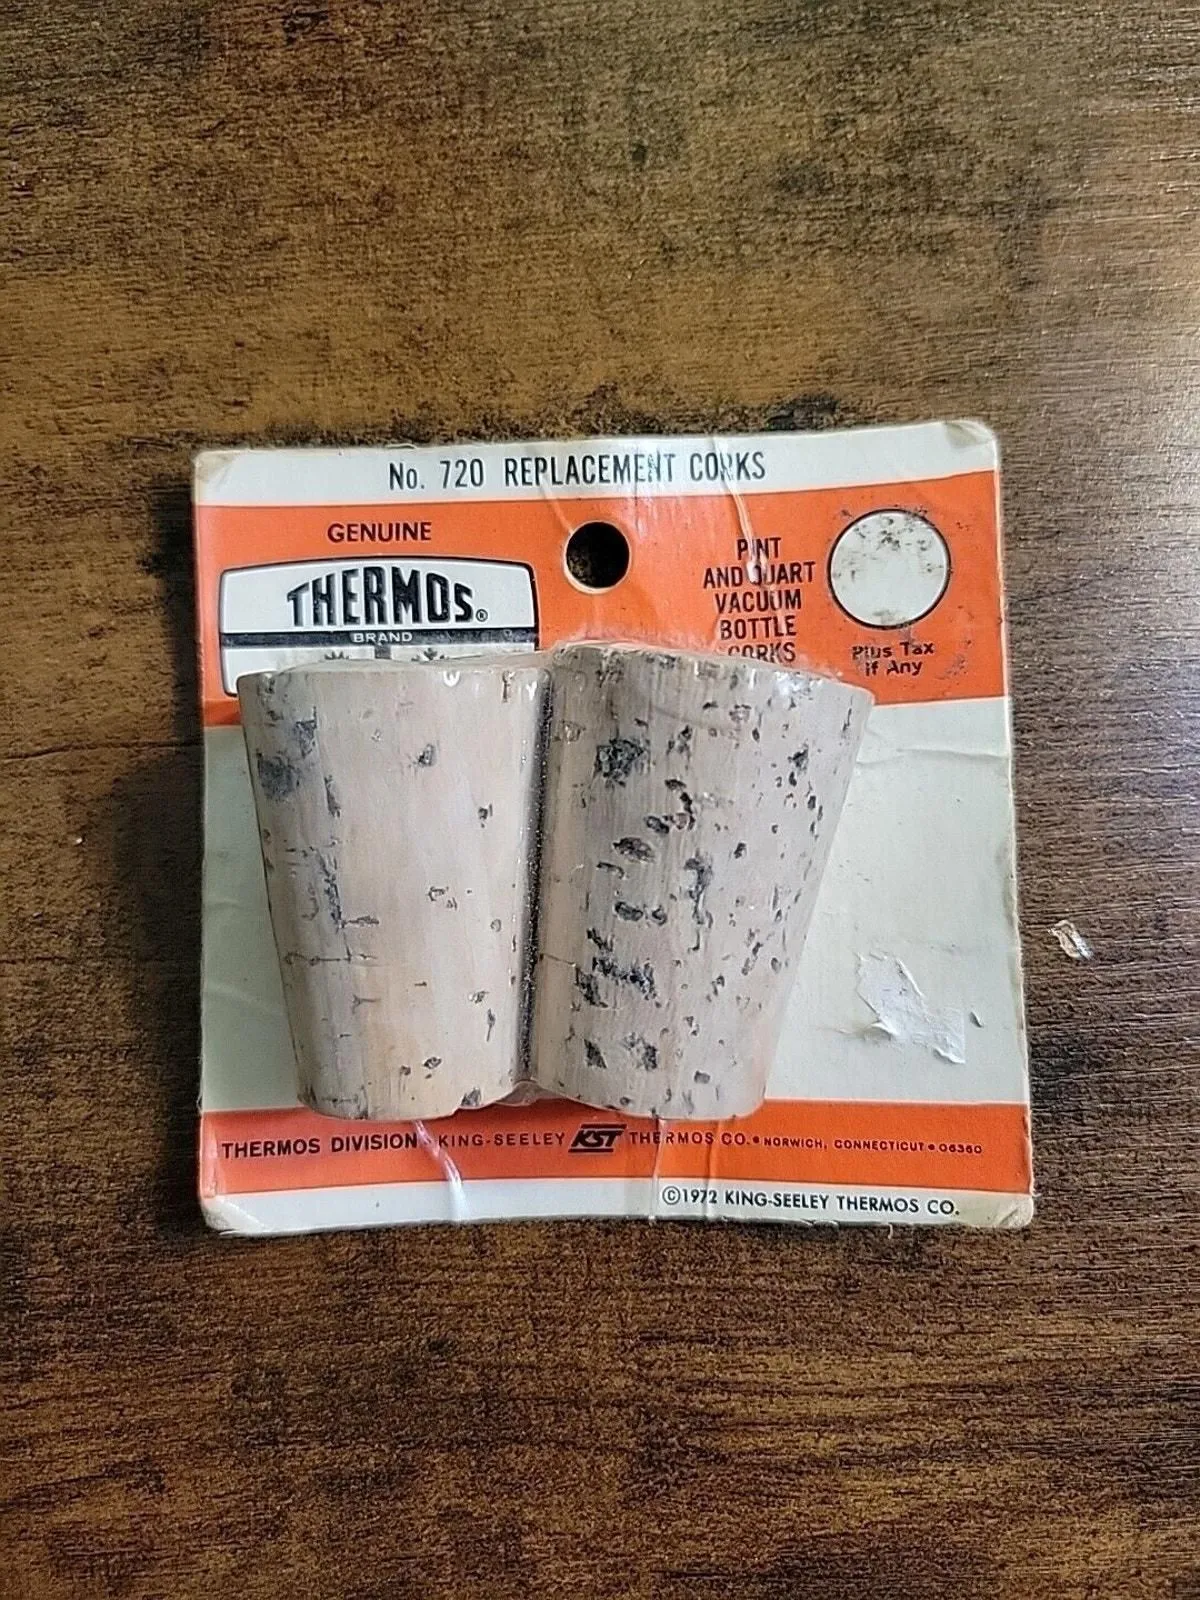 No. 720 REPLACEMENT CORKS
GENUINE
THERMOS®
BRAND
PINT
AND QUART
VACUUM
BOTTLE
CORKS
Plus Tax
If Any
THERMOS DIVISION • KING-SEELEY KST THERMOS CO. • NORWICH, CONNECTICUT • 06360
©1972 KING-SEELEY THERMOS CO.